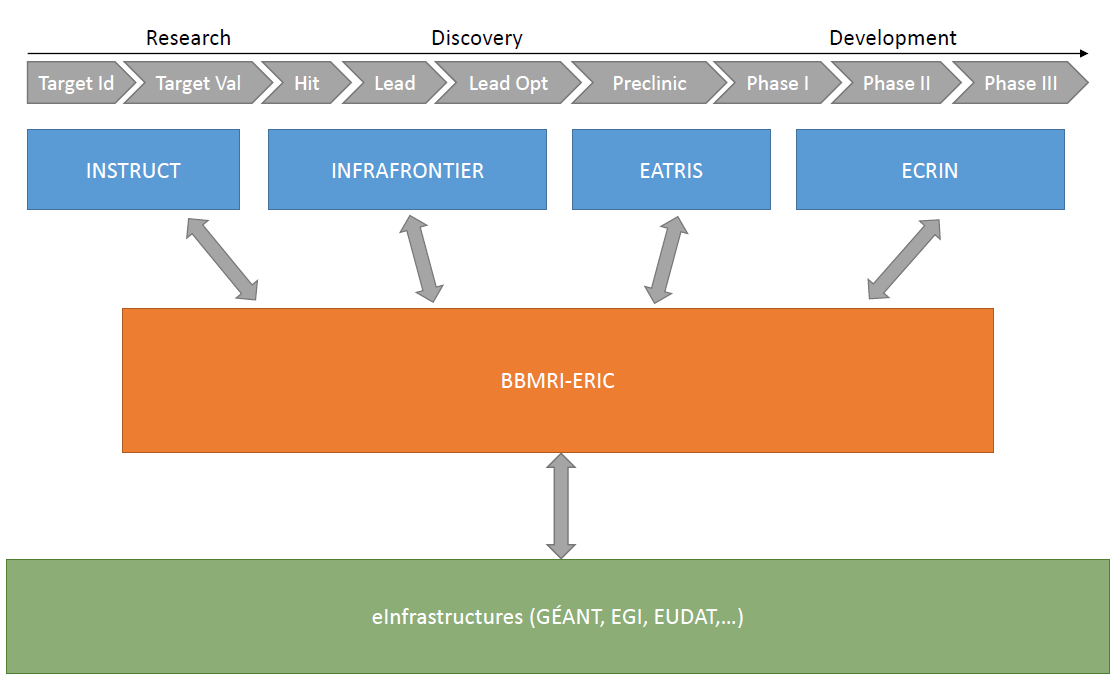 Research Discovery Development
Target Id Target Val Hit Lead Lead Opt Preclinic Phase I Phase II Phase III
INSTRUCT INFRAFRONTIER EATRIS ECRIN
BBMRI-ERIC
eInfrastructures (GÉANT, EGI, EUDAT,...)